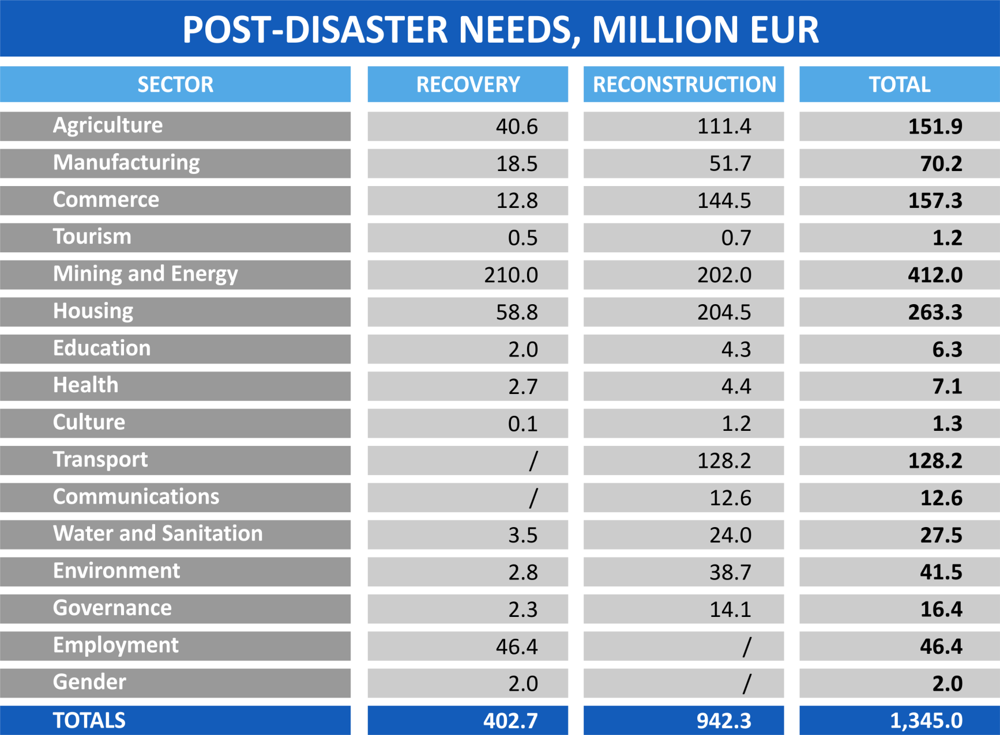 POST-DISASTER NEEDS, MILLION EUR
SECTOR RECOVERY RECONSTRUCTION TOTAL
Agriculture 40.6 111.4 151.9
Manufacturing 18.5 51.7 70.2
Commerce 12.8 144.5 157.3
Tourism 0.5 0.7 1.2
Mining and Energy 210.0 202.0 412.0
Housing 58.8 204.5 263.3
Education 2.0 4.3 6.3
Health 2.7 4.4 7.1
Culture 0.1 1.2 1.3
Transport / 128.2 128.2
Communications / 12.6 12.6
Water and Sanitation 3.5 24.0 27.5
Environment 2.8 38.7 41.5
Governance 2.3 14.1 16.4
Employment 46.4 / 46.4
Gender 2.0 / 2.0
TOTALS 402.7 942.3 1,345.0